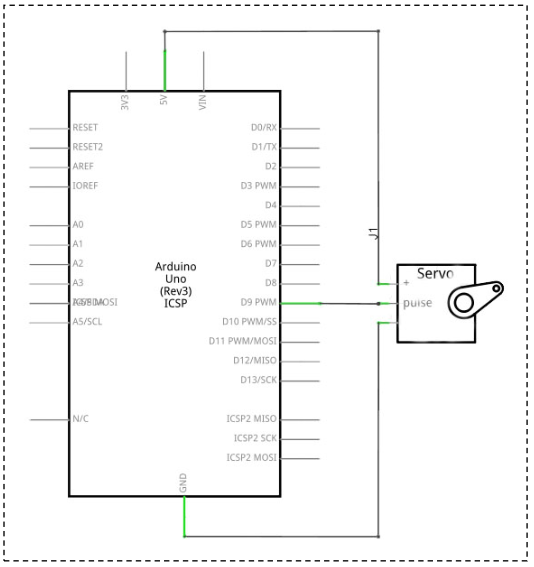 3V3
5V
VIN
RESET
RESET2
AREF
IOREF
A0
A1
A2
A3
A5/SCL
N/C
Arduino
Uno
(Rev3)
ICSP
D0/RX
D1/TX
D2
D3 PWM
D4
D5 PWM
D6 PWM
D7
D8
D9 PWM
D10 PWM/SS
D11 PWM/MOSI
D12/MISO
D13/SCK
ICSP2 MISO
ICSP2 SCK
ICSP2 MOSI
GND
J1
Servo
+
pulse
-